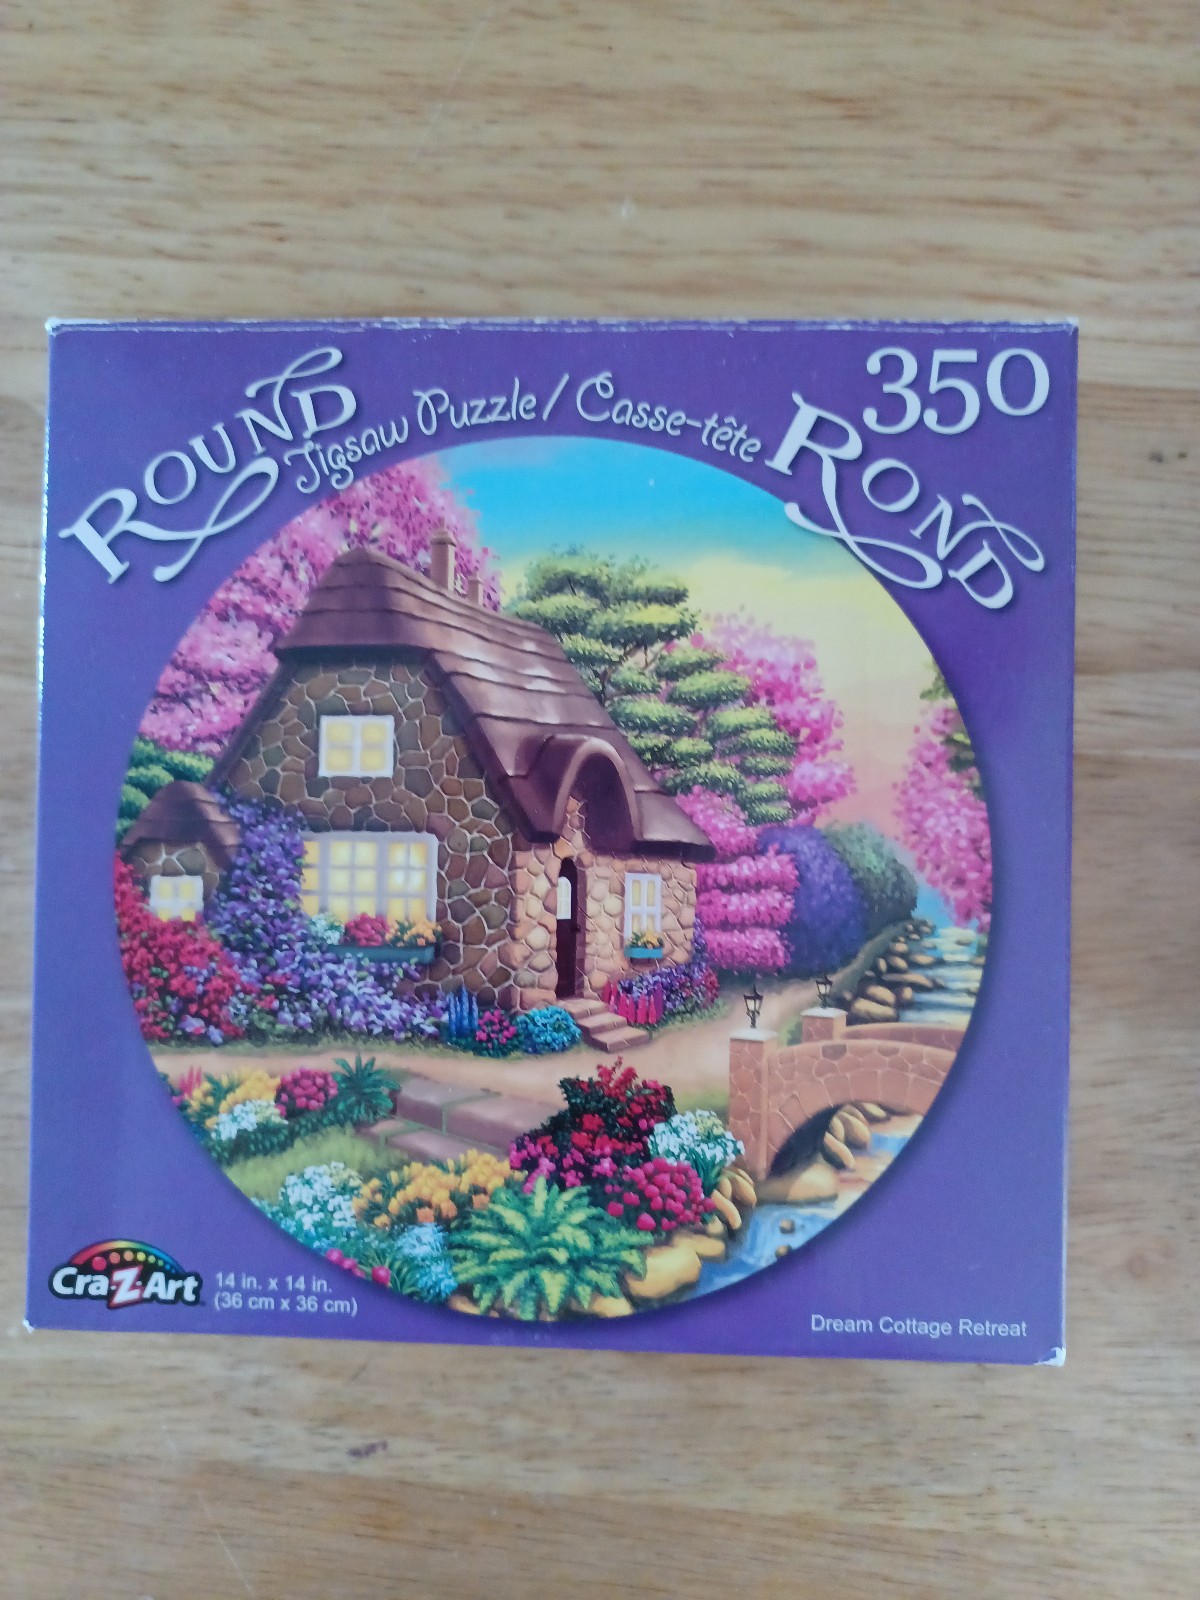 350
ROUND
Jigsaw Puzzle / Casse-tête
ROND
Cra-Z-Art
14 in. x 14 in.
(36 cm x 36 cm)
Dream Cottage Retreat